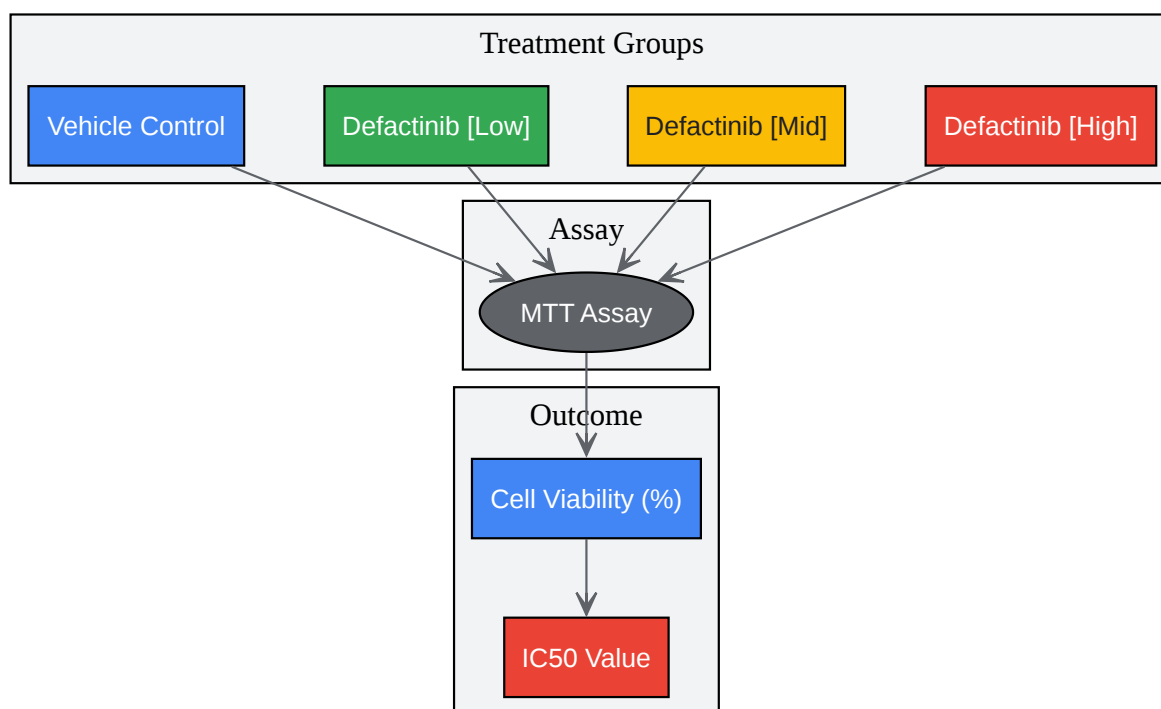 Treatment Groups
Vehicle Control
Defactinib [Low]
Defactinib [Mid]
Defactinib [High]
Assay
MTT Assay
Outcome
Cell Viability (%)
IC50 Value